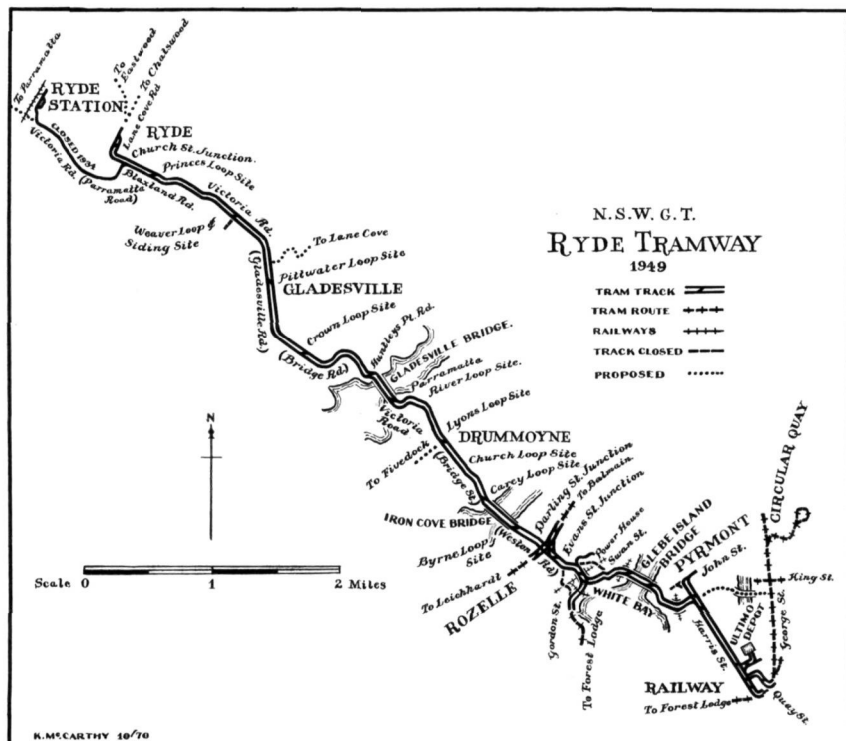 To Parramatta
To Eastwood
To Chatswood
Lane Cove Rd
RYDE
STATION
CLOSED 1934
Victoria Rd. (Parramatta
Road)
RYDE
Church St. Junction.
Princes Loop Site
Blaxland Rd.
Victoria Rd.
Weaver Loop &
Siding Site
To Lane Cove
Pittwater Loop Site
(Gladesville Rd.)
GLADESVILLE
Crown Loop Site
(Bridge Rd.)
Huntleys Pt. Rd.
GLADESVILLE BRIDGE.
Parramatta
River Loop Site.
Victoria
Road
Lyons Loop Site
DRUMMOYNE
To Fivedock
(Bridge St.)
Church Loop Site
Carey Loop Site
IRON COVE BRIDGE
(Weston Rd)
Darling St. Junction
To Balmain.
Evans St. Junction
Byrne Loop
Site
To Leichhardt
ROZELLE
Power House
Swan St.
GLEBE ISLAND
BRIDGE
WHITE BAY
Gordon St.
To Forest Lodge
PYRMONT
John St.
Harris St.
ULTIMO
DEPOT
King St.
George St.
CIRCULAR QUAY
RAILWAY
To Forest Lodge
Quay St.
N.S.W.G.T.
RYDE TRAMWAY
1949
TRAM TRACK
TRAM ROUTE
RAILWAYS
TRACK CLOSED
PROPOSED
N
Scale 0 1 2 Miles
K. McCARTHY 10/70